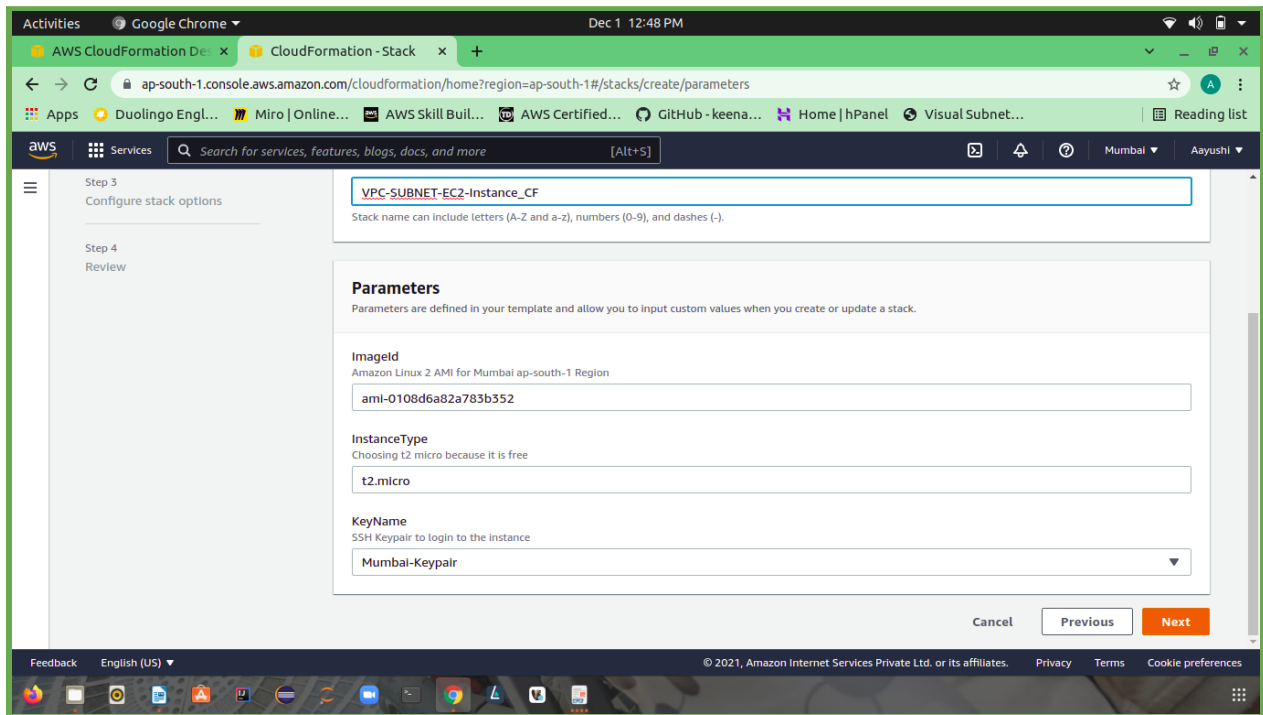 Activities Google Chrome Dec 1 12:48 PM
AWS CloudFormation Des CloudFormation - Stack
ap-south-1.console.aws.amazon.com/cloudformation/home?region=ap-south-1#/stacks/create/parameters A
Apps Duolingo Engl... Miro | Online... AWS Skill Buil... AWS Certified... GitHub - keena... Home | hPanel Visual Subnet... Reading list
aws Services Search for services, features, blogs, docs, and more [Alt+S] Mumbai Aayushi
Step 3
Configure stack options
Step 4
Review
VPC-SUBNET-EC2-Instance_CF
Stack name can include letters (A-Z and a-z), numbers (0-9), and dashes (-).
Parameters
Parameters are defined in your template and allow you to input custom values when you create or update a stack.
ImageId
Amazon Linux 2 AMI for Mumbai ap-south-1 Region
ami-0108d6a82a783b352
InstanceType
Choosing t2 micro because it is free
t2.micro
KeyName
SSH Keypair to login to the instance
Mumbai-Keypair
Cancel Previous Next
Feedback English (US) © 2021, Amazon Internet Services Private Ltd. or its affiliates. Privacy Terms Cookie preferences